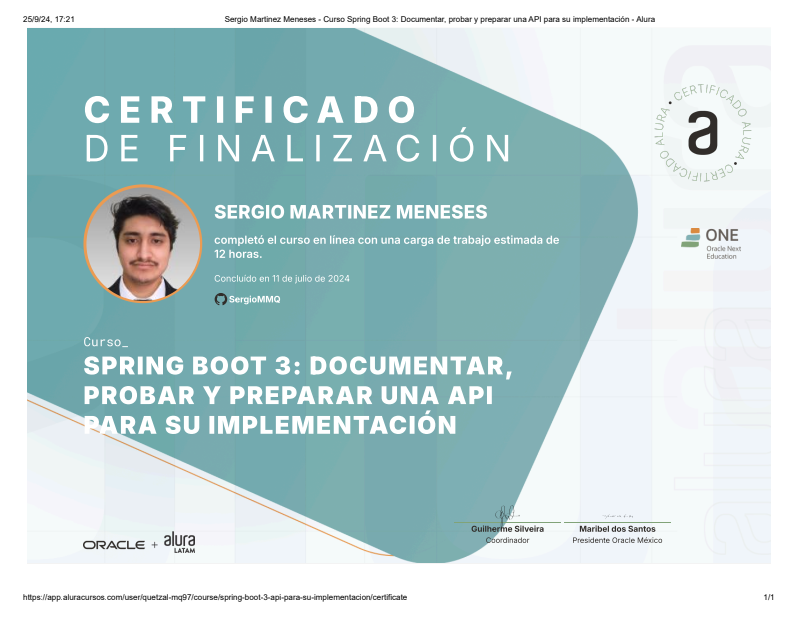 25/9/24, 17:21
Sergio Martinez Meneses - Curso Spring Boot 3: Documentar, probar y preparar una API para su implementación - Alura
CERTIFICADO
DE FINALIZACIÓN
• CERTIFICADO ALURA • CERTIFICADO ALURA
a
SERGIO MARTINEZ MENESES
completó el curso en línea con una carga de trabajo estimada de
12 horas.
Concluído en 11 de julio de 2024
SergioMMQ
ONE
Oracle Next
Education
Curso_
SPRING BOOT 3: DOCUMENTAR,
PROBAR Y PREPARAR UNA API
PARA SU IMPLEMENTACIÓN
ORACLE + alura
LATAM
Guilherme Silveira
Coordinador
Maribel dos Santos
Presidente Oracle México
https://app.aluracursos.com/user/quetzal-mq97/course/spring-boot-3-api-para-su-implementacion/certificate
1/1